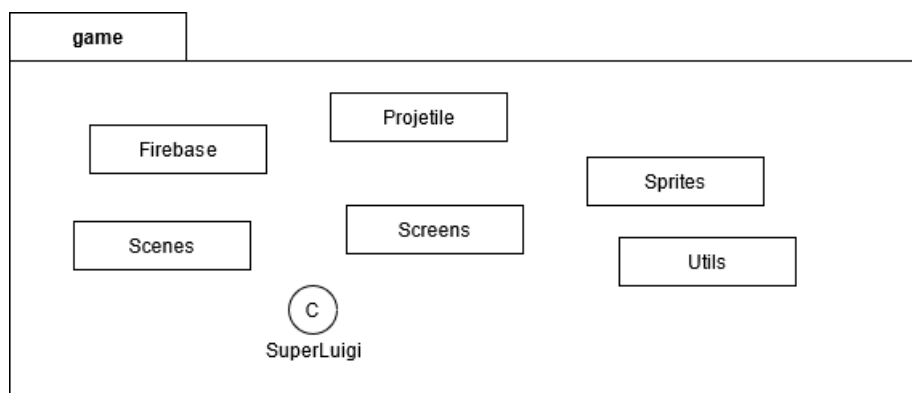 game
Projetile
Firebase
Sprites
Screens
Scenes
Utils
C
SuperLuigi